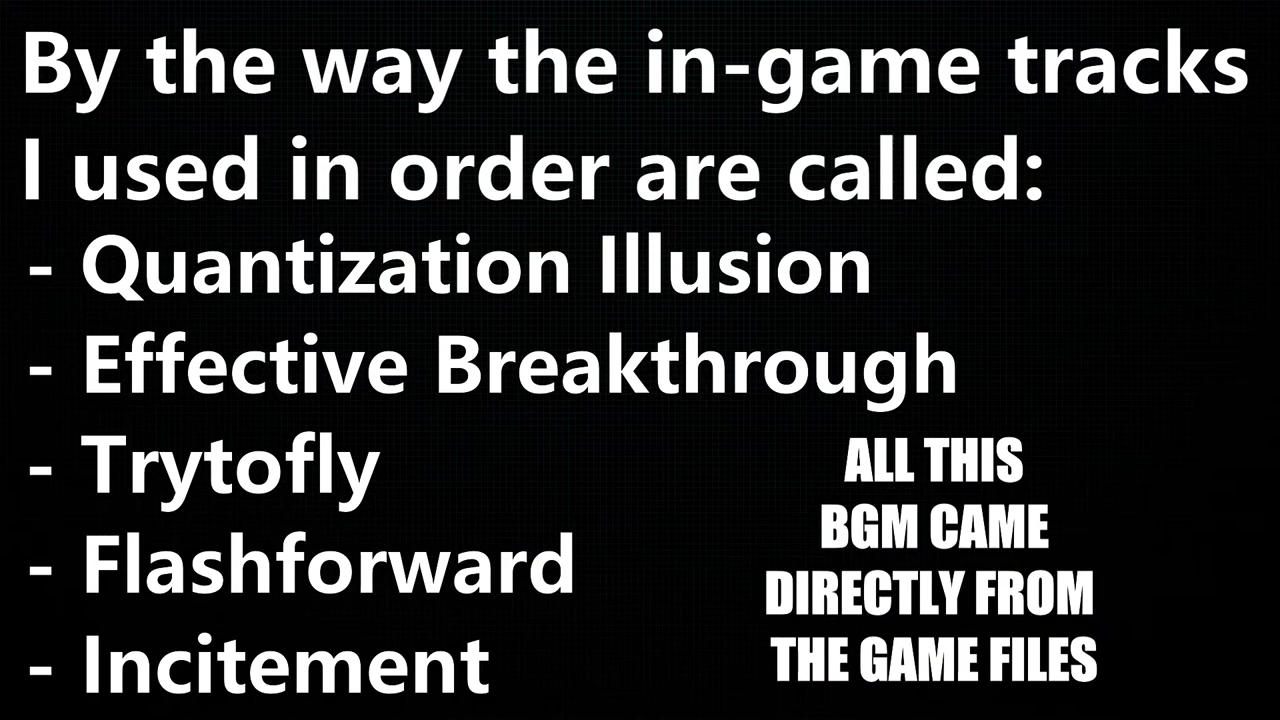 By the way the in-game tracks
I used in order are called:
- Quantization Illusion
- Effective Breakthrough
- Trytofly
- Flashforward
- Incitement
ALL THIS
BGM CAME
DIRECTLY FROM
THE GAME FILES